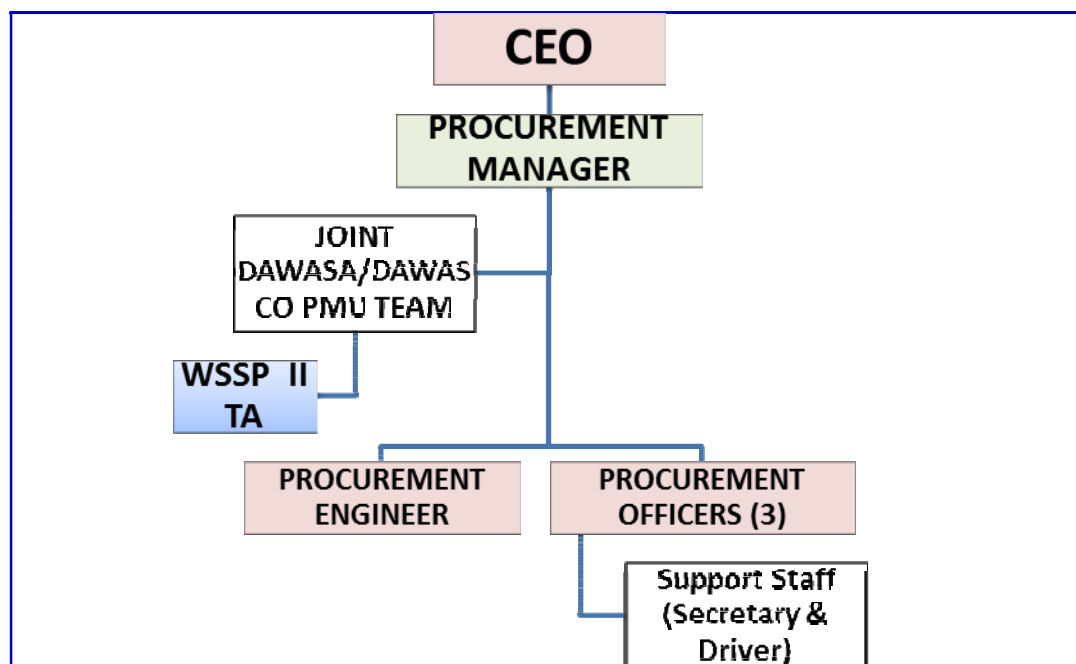 CEO
PROCUREMENT
MANAGER
JOINT
DAWASA/DAWAS
CO PMU TEAM
WSSP II
TA
PROCUREMENT
ENGINEER
PROCUREMENT
OFFICERS (3)
Support Staff
(Secretary &
Driver)